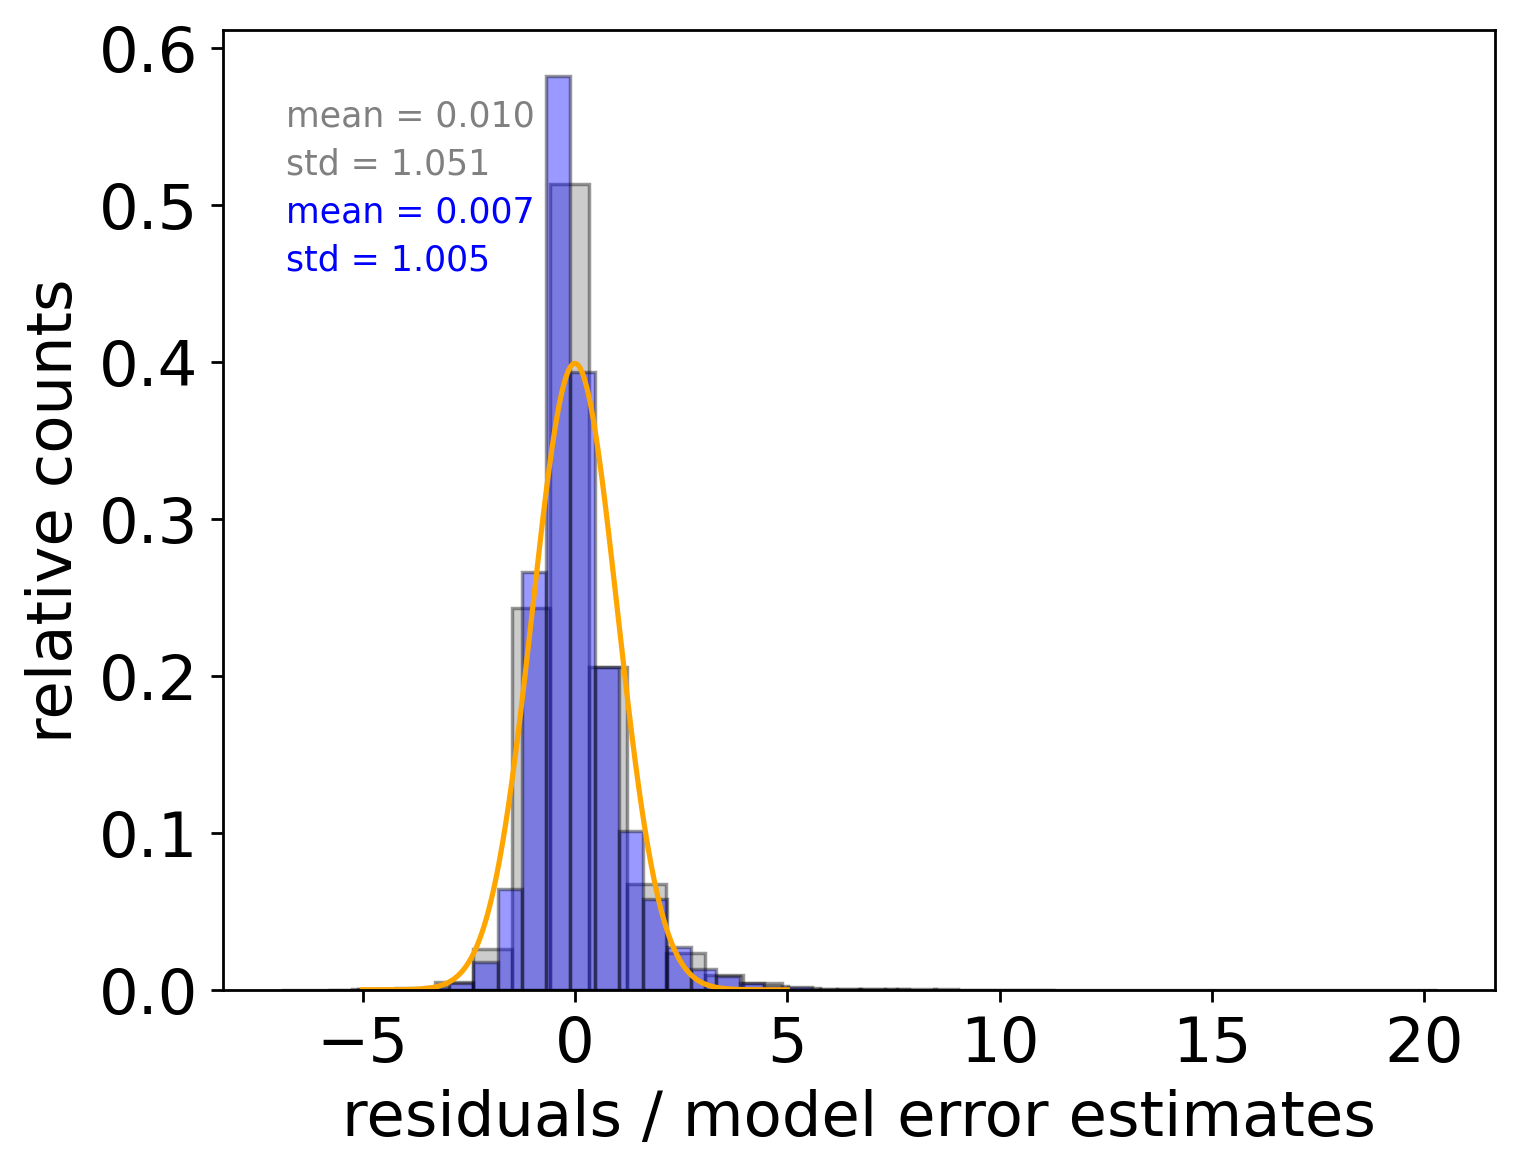 0.6
mean = 0.010
std = 1.051
mean = 0.007
std = 1.005
0.5
0.4
0.3
0.2
0.1
0.0
relative counts
−5 0 5 10 15 20
residuals / model error estimates